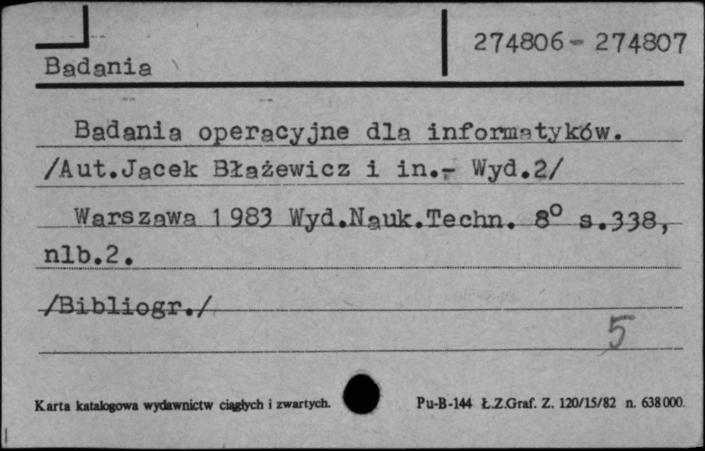 274806- 274807
Badania
Badania operacyjne dla informatyków.
/Aut.Jacek Błażewicz i in.- Wyd.2/
Warszawa 1983 Wyd.Nauk.Techn. 8° s.338,
nlb.2.
/Bibliogr./
5
Karta katalogowa wydawnictw ciągłych i zwartych. Pu-B-144 Ł.Z.Graf. Z. 120/15/82 n. 638000.